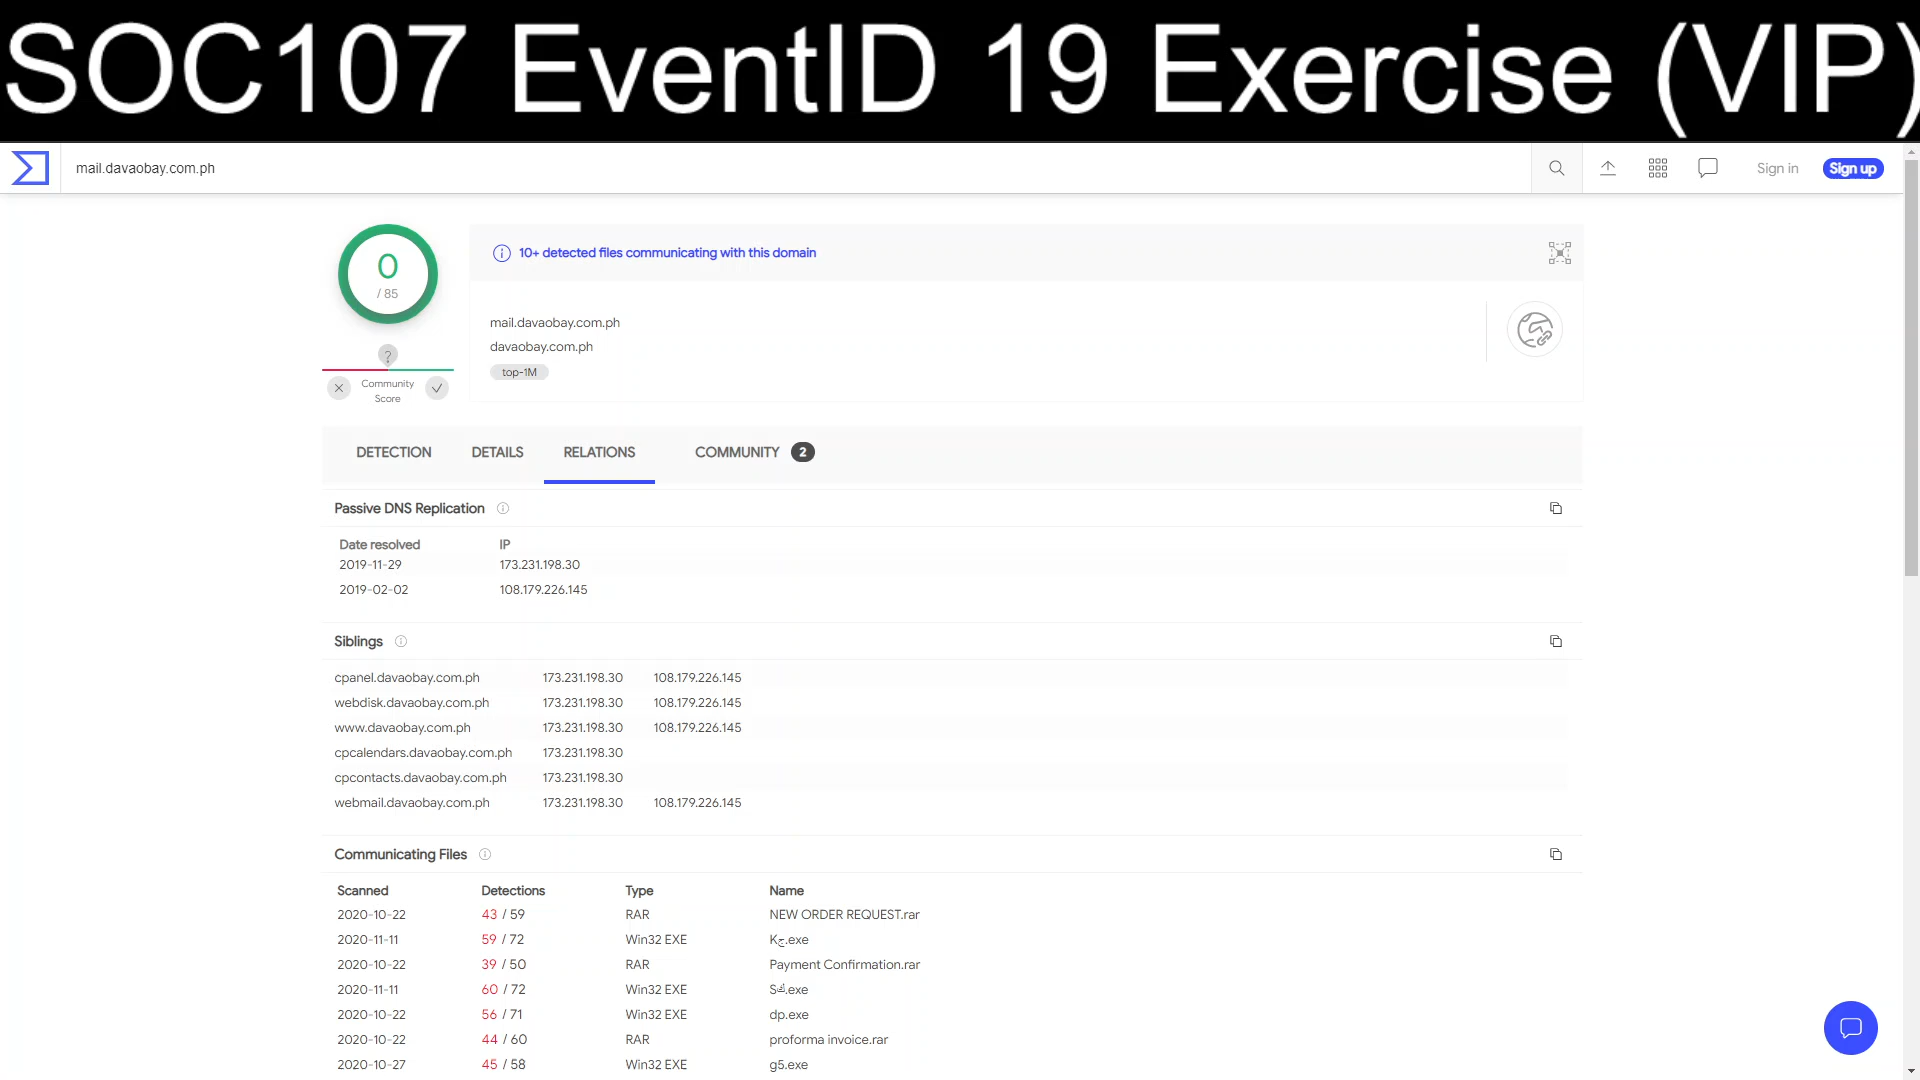 SOC107 EventID 19 Exercise (VIP)
mail.davaobay.com.ph
Sign in
Sign up
0
/ 85
?
Community
Score
10+ detected files communicating with this domain
mail.davaobay.com.ph
davaobay.com.ph
top-1M
DETECTION DETAILS RELATIONS COMMUNITY 2
Passive DNS Replication
Date resolved IP
2019-11-29 173.231.198.30
2019-02-02 108.179.226.145
Siblings
cpanel.davaobay.com.ph 173.231.198.30 108.179.226.145
webdisk.davaobay.com.ph 173.231.198.30 108.179.226.145
www.davaobay.com.ph 173.231.198.30 108.179.226.145
cpcalendars.davaobay.com.ph 173.231.198.30
cpcontacts.davaobay.com.ph 173.231.198.30
webmail.davaobay.com.ph 173.231.198.30 108.179.226.145
Communicating Files
Scanned Detections Type Name
2020-10-22 43 / 59 RAR NEW ORDER REQUEST.rar
2020-11-11 59 / 72 Win32 EXE
2020-10-22 39 / 50 RAR Payment Confirmation.rar
2020-11-11 60 / 72 Win32 EXE
2020-10-22 56 / 71 Win32 EXE dp.exe
2020-10-22 44 / 60 RAR proforma invoice.rar
2020-10-27 45 / 58 Win32 EXE g5.exe